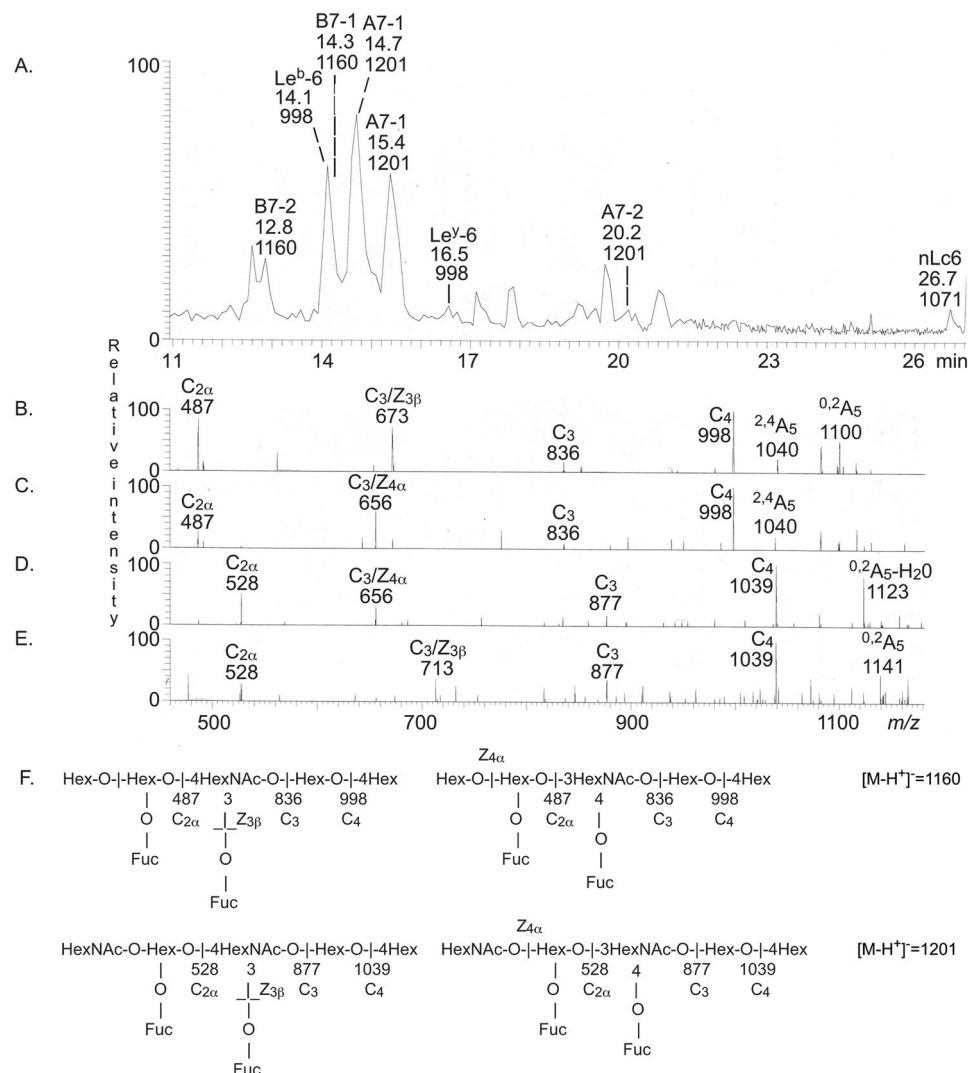 A.
100
B7-1
14.3
1160
A7-1
14.7
1201
Leᵇ-6
14.1
998
A7-1
15.4
1201
B7-2
12.8
1160
Leʸ-6
16.5
998
A7-2
20.2
1201
nLc6
26.7
1071
0
11 14 17 20 23 26 min
Relative intensity
B.
100
0
C2α
487
C3/Z3β
673
C3
836
C4
998
2,4A5
1040
0,2A5
1100
C.
100
0
C2α
487
C3/Z4α
656
C3
836
C4
998
2,4A5
1040
D.
100
0
C2α
528
C3/Z4α
656
C3
877
C4
1039
0,2A5-H20
1123
E.
100
0
C2α
528
C3/Z3β
713
C3
877
C4
1039
0,2A5
1141
500 700 900 1100 m/z
F.
Hex-O-|-Hex-O-|-4HexNAc-O-|-Hex-O-|-4Hex
| 487 3 836 998
O C2α _|_Z3β C3 C4
| |
Fuc O
|
Fuc
Z4α
Hex-O-|-Hex-O-|-3HexNAc-O-|-Hex-O-|-4Hex
| 487 4 836 998
O C2α | C3 C4
| O
Fuc |
Fuc
[M-H⁺]⁻=1160
HexNAc-O-Hex-O-|-4HexNAc-O-|-Hex-O-|-4Hex
| 528 3 877 1039
O C2α _|_Z3β C3 C4
| |
Fuc O
|
Fuc
Z4α
HexNAc-O-|-Hex-O-|-3HexNAc-O-|-Hex-O-|-4Hex
| 528 4 877 1039
O C2α | C3 C4
| O
Fuc |
Fuc
[M-H⁺]⁻=1201